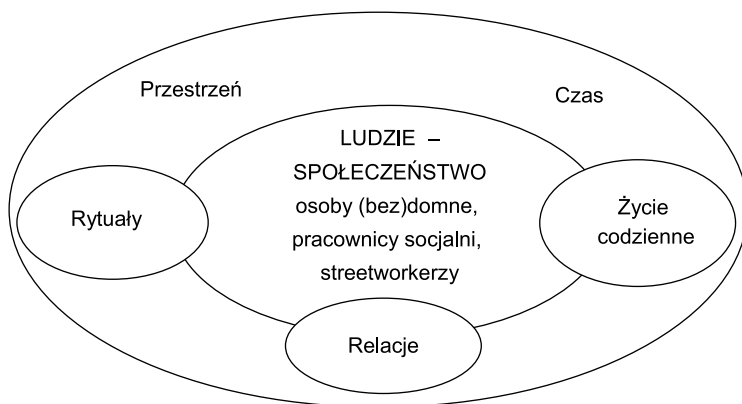 Przestrzeń
Czas
LUDZIE –
SPOŁECZEŃSTWO
osoby (bez)domne,
pracownicy socjalni,
streetworkerzy
Rytuały
Życie
codzienne
Relacje